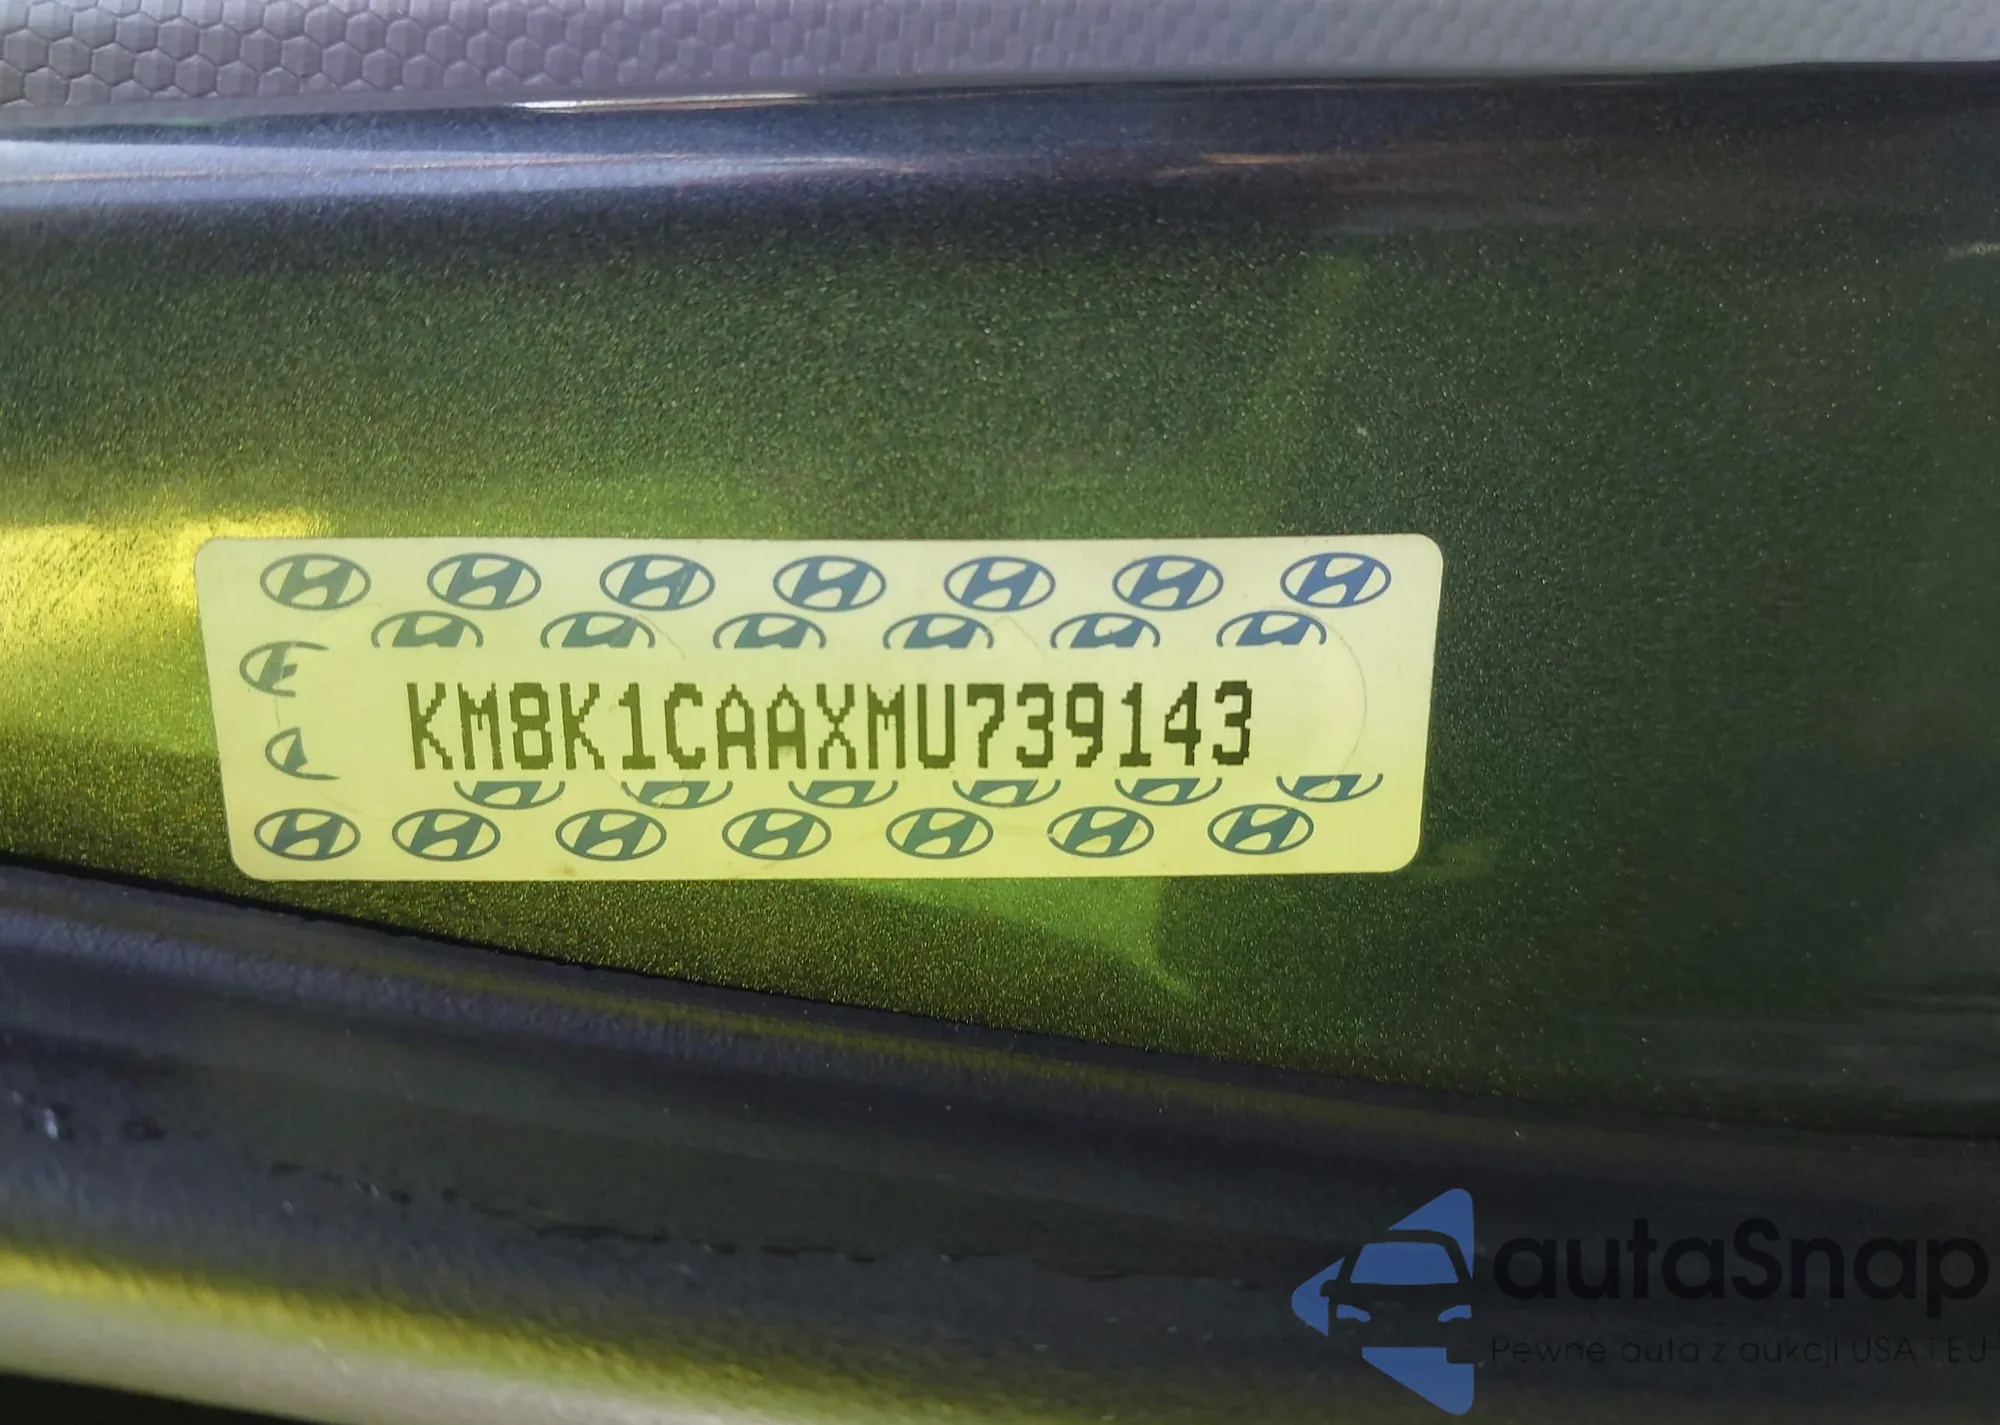 KM8K1CAAXMU739143
autaSnap
Pewne auta z aukcji USA i EU